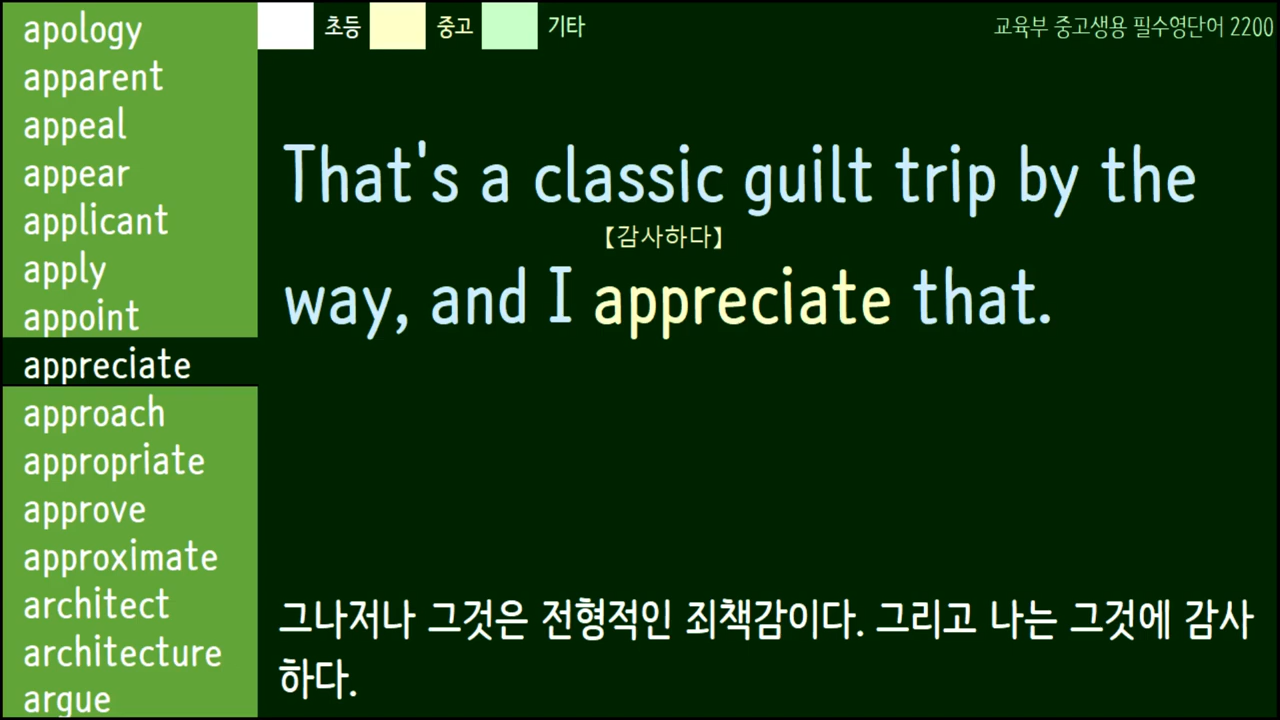 apology
apparent
appeal
appear
applicant
apply
appoint
appreciate
approach
appropriate
approve
approximate
architect
architecture
argue
초등 중고 기타
교육부 중고생용 필수영단어 2200
That's a classic guilt trip by the
【감사하다】
way, and I appreciate that.
그나저나 그것은 전형적인 죄책감이다. 그리고 나는 그것에 감사
하다.